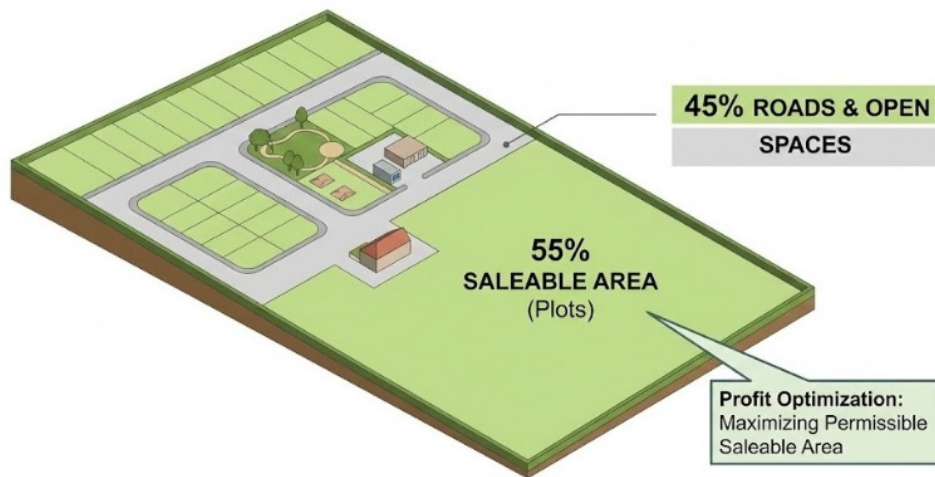 45% ROADS & OPEN
SPACES
55%
SALEABLE AREA
(Plots)
Profit Optimization:
Maximizing Permissible
Saleable Area